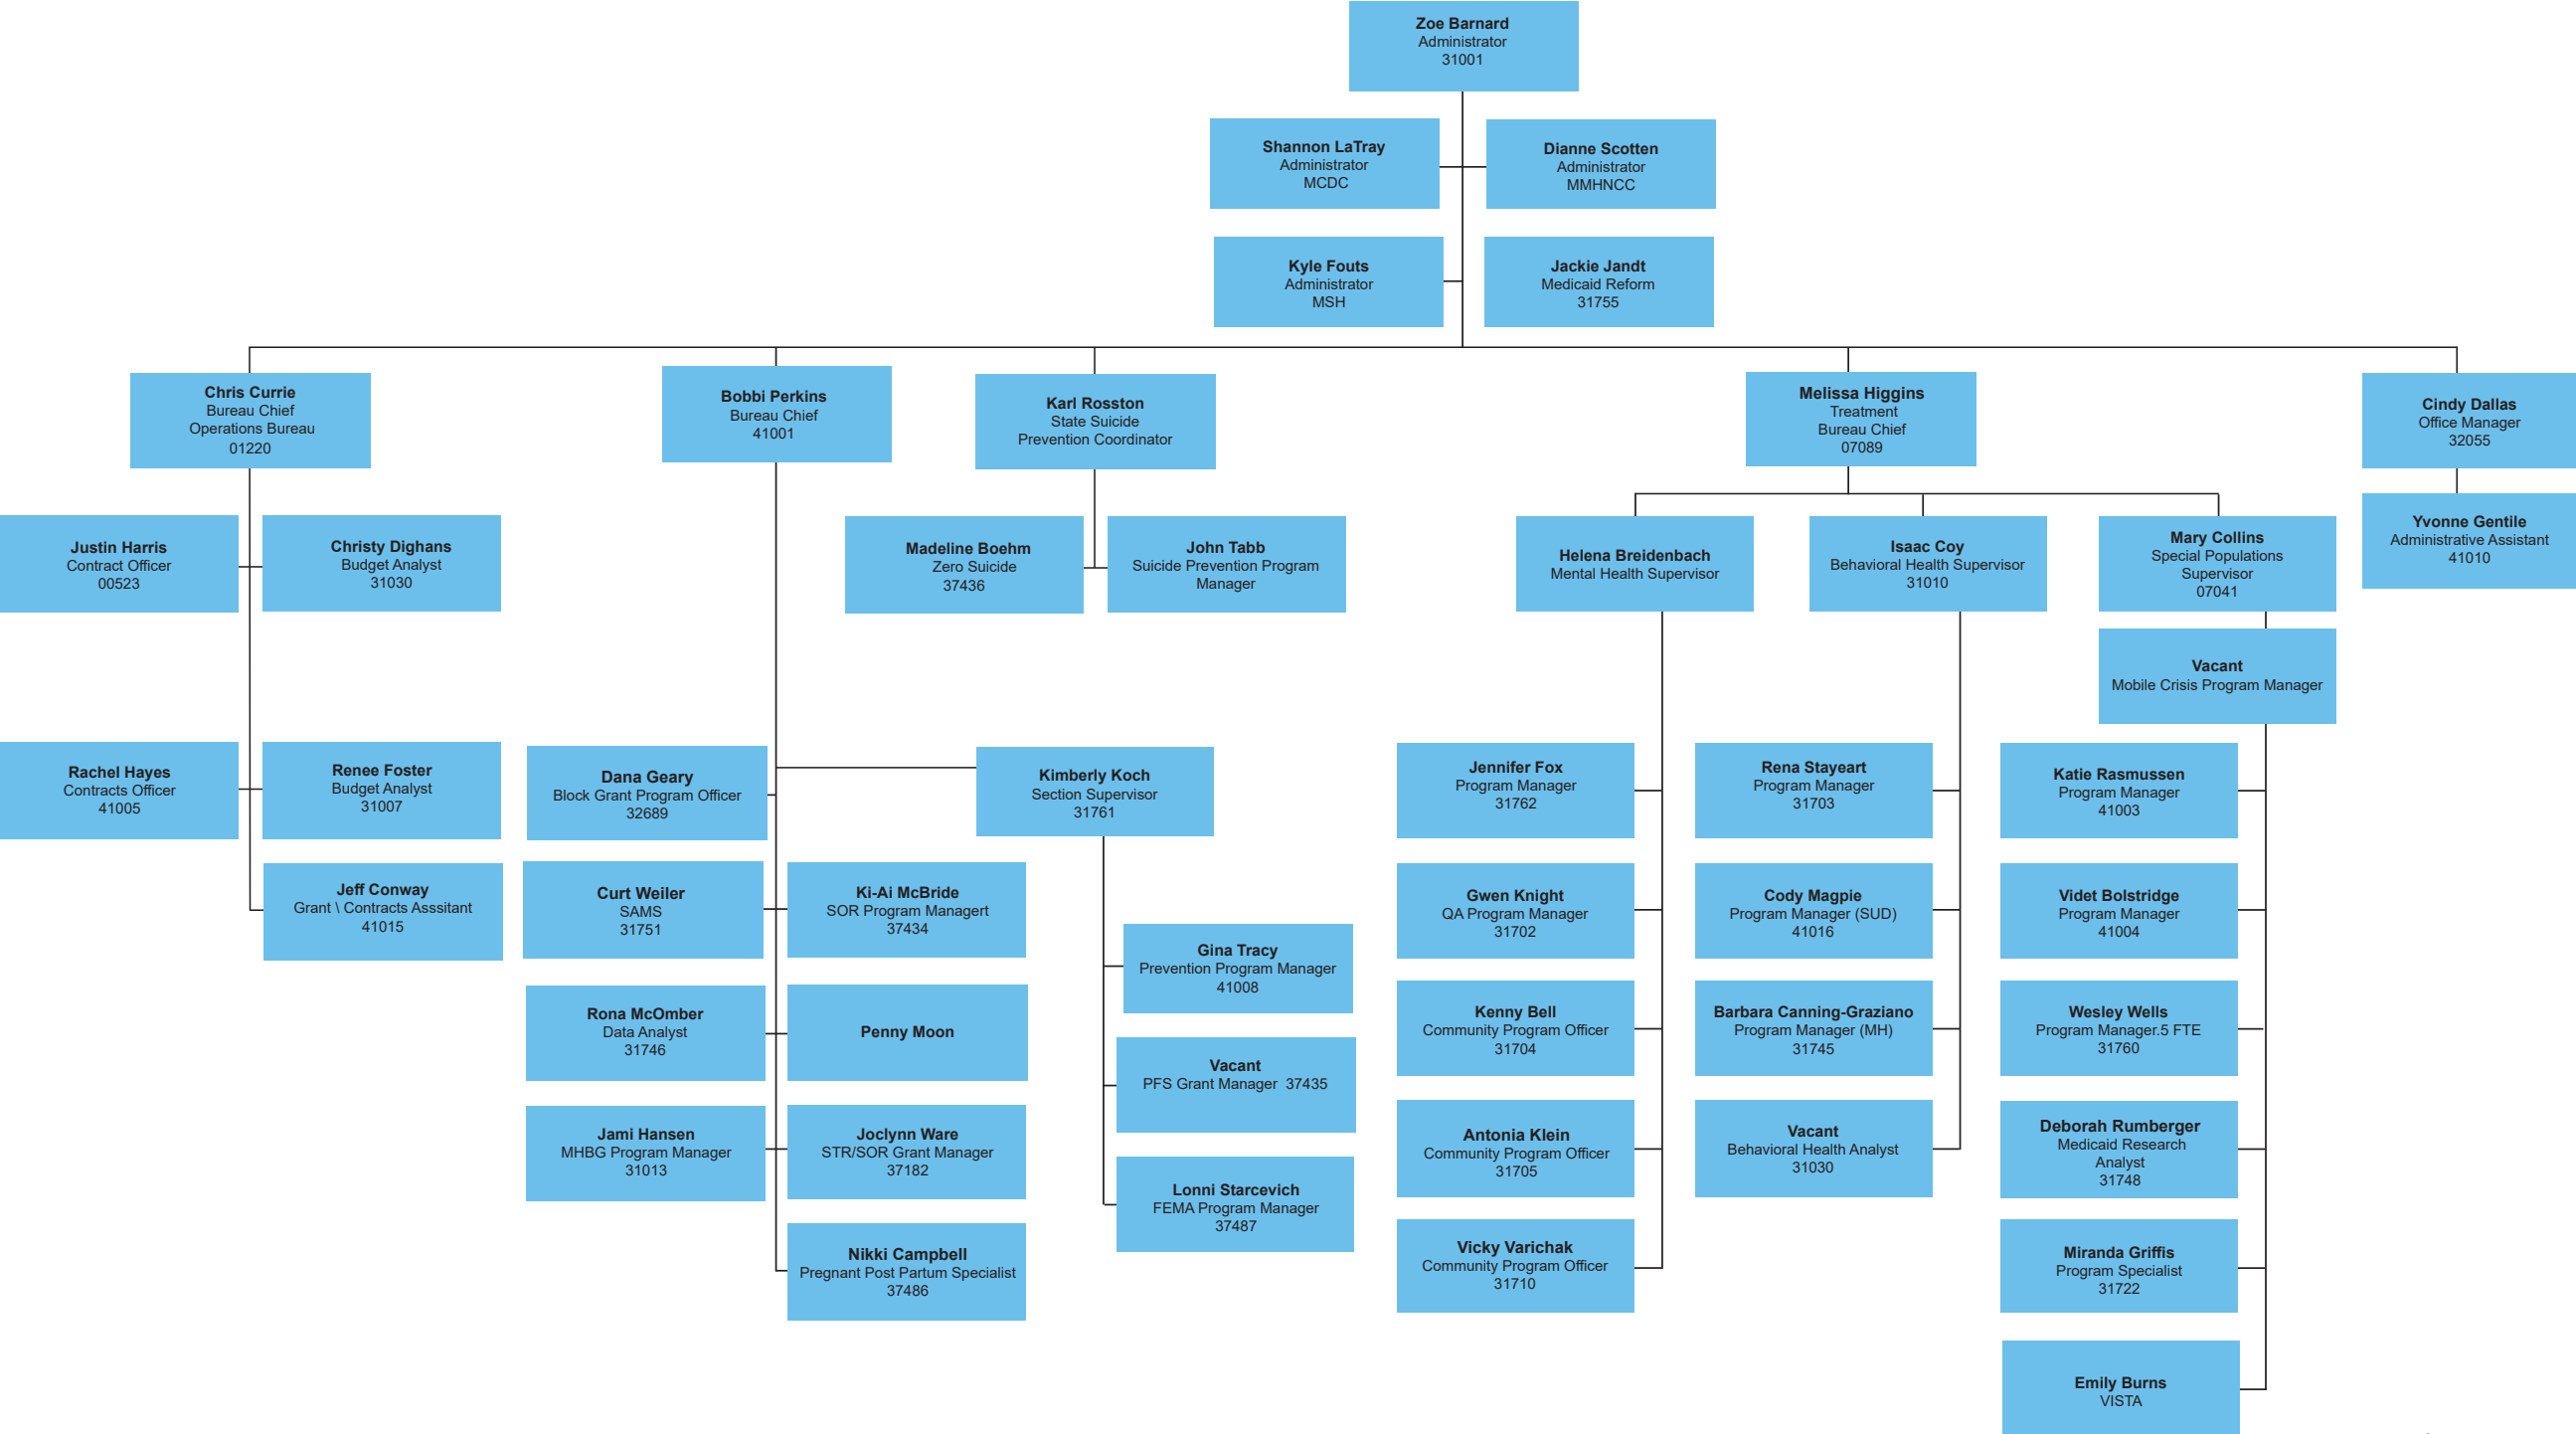 Zoe Barnard
Administrator
31001
Shannon LaTray
Administrator
MCDC
Dianne Scotten
Administrator
MMHNCC
Kyle Fouts
Administrator
MSH
Jackie Jandt
Medicaid Reform
31755
Chris Currie
Bureau Chief
Operations Bureau
01220
Bobbi Perkins
Bureau Chief
41001
Karl Rosston
State Suicide
Prevention Coordinator
Melissa Higgins
Treatment
Bureau Chief
07089
Cindy Dallas
Office Manager
32055
Justin Harris
Contract Officer
00523
Christy Dighans
Budget Analyst
31030
Madeline Boehm
Zero Suicide
37436
John Tabb
Suicide Prevention Program
Manager
Helena Breidenbach
Mental Health Supervisor
Isaac Coy
Behavioral Health Supervisor
31010
Mary Collins
Special Populations
Supervisor
07041
Yvonne Gentile
Administrative Assistant
41010
Vacant
Mobile Crisis Program Manager
Rachel Hayes
Contracts Officer
41005
Renee Foster
Budget Analyst
31007
Dana Geary
Block Grant Program Officer
32689
Kimberly Koch
Section Supervisor
31761
Jennifer Fox
Program Manager
31762
Rena Stayeart
Program Manager
31703
Katie Rasmussen
Program Manager
41003
Jeff Conway
Grant \ Contracts Asssitant
41015
Curt Weiler
SAMS
31751
Ki-Ai McBride
SOR Program Managert
37434
Gina Tracy
Prevention Program Manager
41008
Gwen Knight
QA Program Manager
31702
Cody Magpie
Program Manager (SUD)
41016
Videt Bolstridge
Program Manager
41004
Rona McOmber
Data Analyst
31746
Penny Moon
Vacant
PFS Grant Manager 37435
Kenny Bell
Community Program Officer
31704
Barbara Canning-Graziano
Program Manager (MH)
31745
Wesley Wells
Program Manager.5 FTE
31760
Jami Hansen
MHBG Program Manager
31013
Joclynn Ware
STR/SOR Grant Manager
37182
Lonni Starcevich
FEMA Program Manager
37487
Antonia Klein
Community Program Officer
31705
Vacant
Behavioral Health Analyst
31030
Deborah Rumberger
Medicaid Research
Analyst
31748
Nikki Campbell
Pregnant Post Partum Specialist
37486
Vicky Varichak
Community Program Officer
31710
Miranda Griffis
Program Specialist
31722
Emily Burns
VISTA